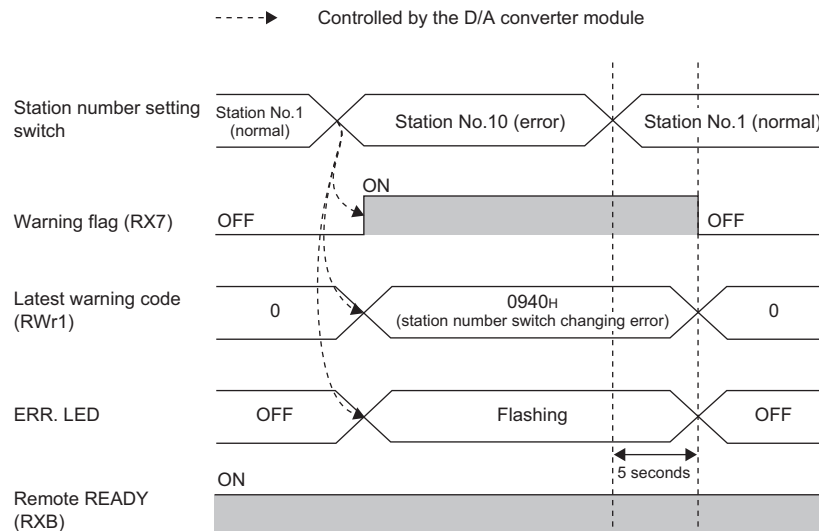 Controlled by the D/A converter module
Station number setting
switch
Station No.1
(normal)
Station No.10 (error)
Station No.1 (normal)
Warning flag (RX7)
OFF
ON
OFF
Latest warning code
(RWr1)
0
0940H
(station number switch changing error)
0
ERR. LED
OFF
Flashing
OFF
5 seconds
Remote READY
(RXB)
ON